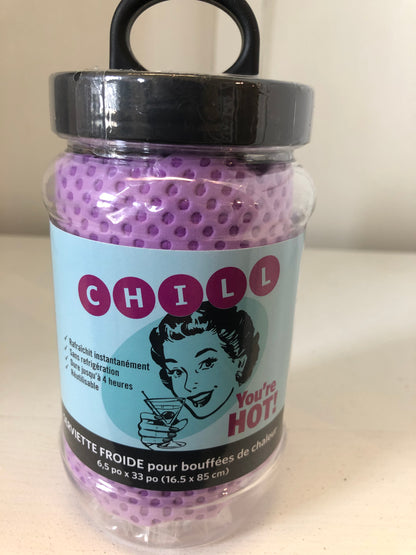 CHILL
✓ Rafraîchit instantanément
✓ Sans refrigération
✓ Dure jusqu'à 4 heures
✓ Réutilisable
You're
HOT!
SERVIETTE FROIDE pour bouffées de chaleur
6,5 po x 33 po (16.5 x 85 cm)